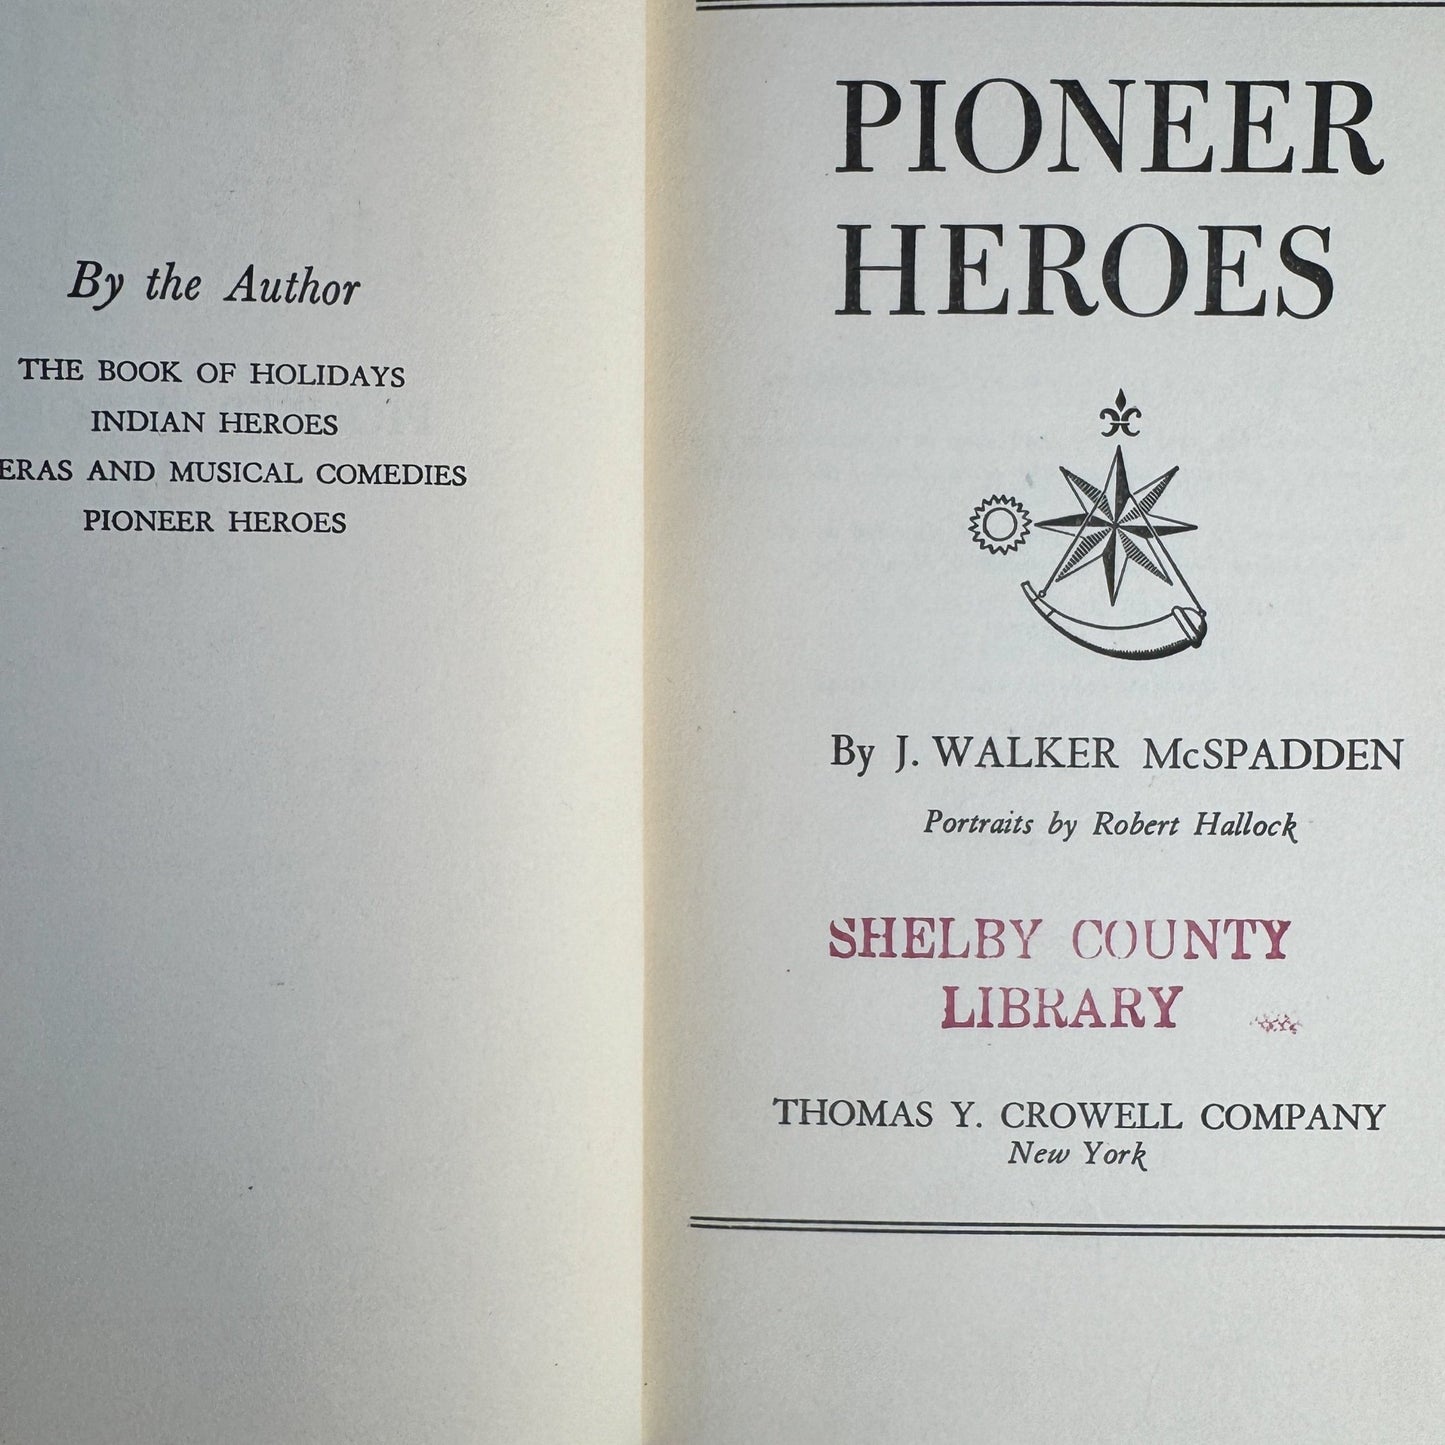 By the Author
THE BOOK OF HOLIDAYS
INDIAN HEROES
ERAS AND MUSICAL COMEDIES
PIONEER HEROES
PIONEER
HEROES
By J. WALKER McSPADDEN
Portraits by Robert Hallock
SHELBY COUNTY
LIBRARY
THOMAS Y. CROWELL COMPANY
New York